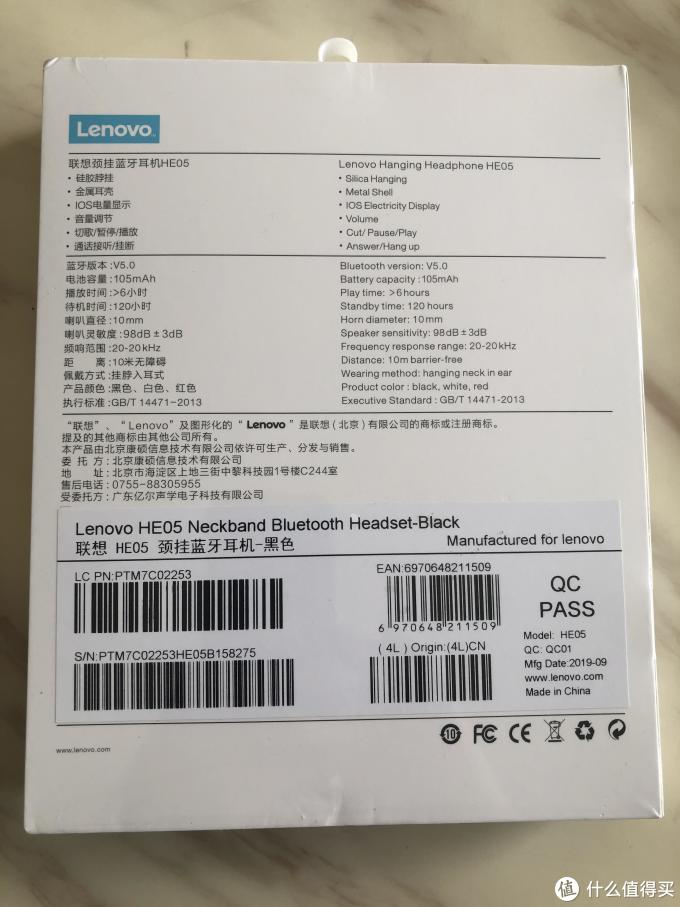 Lenovo
联想颈挂蓝牙耳机HE05
• 硅胶脖挂
• 金属耳壳
• IOS电量显示
• 音量调节
• 切歌/暂停/播放
• 通话接听/挂断
Lenovo Hanging Headphone HE05
• Silica Hanging
• Metal Shell
• IOS Electricity Display
• Volume
• Cut/ Pause/Play
• Answer/Hang up
蓝牙版本:V5.0
电池容量:105mAh
播放时间:>6小时
待机时间:120小时
喇叭直径:10mm
喇叭灵敏度:98dB±3dB
频响范围:20-20kHz
距 离:10米无障碍
佩戴方式:挂脖入耳式
产品颜色:黑色、白色、红色
执行标准:GB/T 14471-2013
Bluetooth version: V5.0
Battery capacity :105mAh
Play time: >6hours
Standby time: 120 hours
Horn diameter: 10mm
Speaker sensitivity: 98dB±3dB
Frequency response range: 20-20kHz
Distance: 10m barrier-free
Wearing method: hanging neck in ear
Product color : black, white, red
Executive Standard : GB/T 14471-2013
“联想”、“Lenovo”及图形化的“Lenovo”是联想(北京)有限公司的商标或注册商标。
提及的其他商标由其他公司所有。
本产品由北京康硕信息技术有限公司依许可生产、分发与销售。
委 托 方:北京康硕信息技术有限公司
地 址:北京市海淀区上地三街中黎科技园1号楼C244室
售后电话:0755-88305955
受委托方:广东亿尔声学电子科技有限公司
Lenovo HE05 Neckband Bluetooth Headset-Black
联想 HE05 颈挂蓝牙耳机-黑色
Manufactured for lenovo
LC PN:PTM7C02253
S/N:PTM7C02253HE05B158275
EAN:6970648211509
6 970648 211509
(4L) Origin:(4L)CN
QC
PASS
Model: HE05
QC: QC01
Mfg Date:2019-09
www.lenovo.com
Made in China
10 FC CE
www.lenovo.com
值 什么值得买